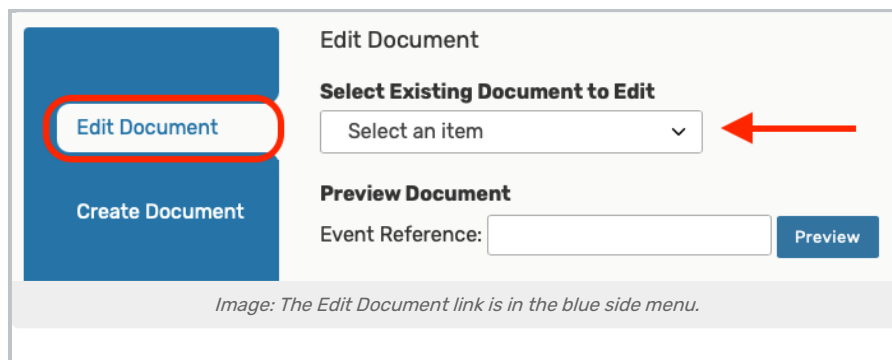 Edit Document
Create Document
Edit Document
Select Existing Document to Edit
Select an item
Preview Document
Event Reference:
Preview
Image: The Edit Document link is in the blue side menu.